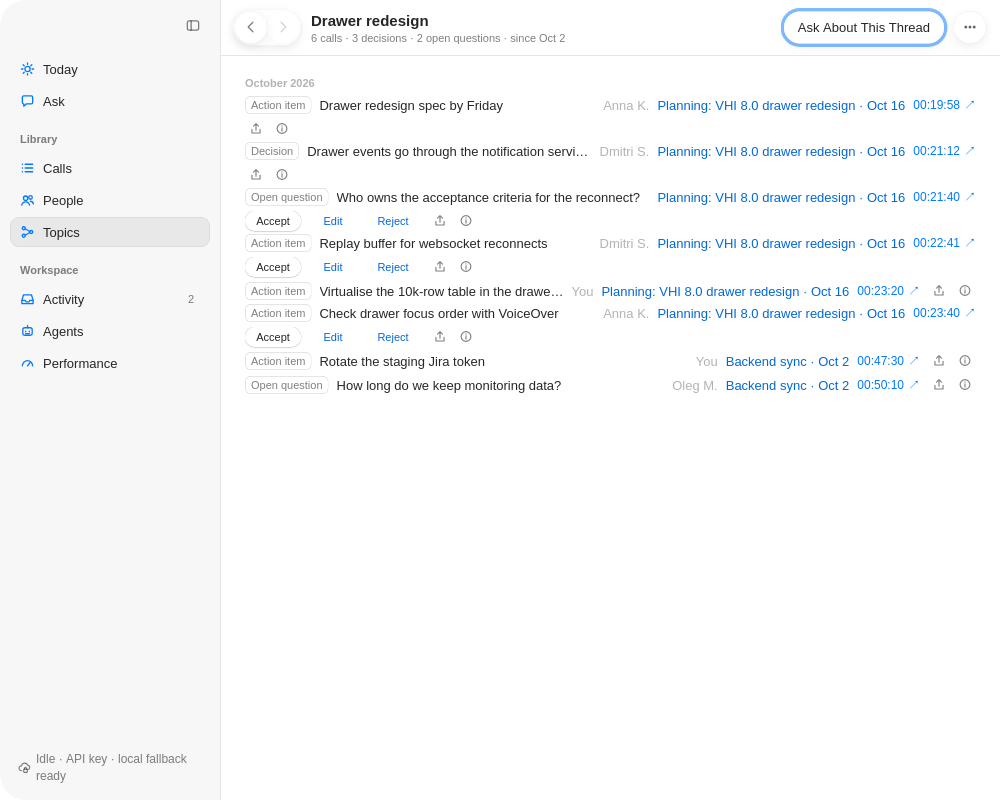 Drawer redesign
6 calls · 3 decisions · 2 open questions · since Oct 2
Ask About This Thread
Today
Ask
Library
Calls
People
Topics
Workspace
Activity 2
Agents
Performance
Idle · API key · local fallback
ready
October 2026
Action item Drawer redesign spec by Friday Anna K. Planning: VHI 8.0 drawer redesign · Oct 16 00:19:58
Decision Drawer events go through the notification servi… Dmitri S. Planning: VHI 8.0 drawer redesign · Oct 16 00:21:12
Open question Who owns the acceptance criteria for the reconnect? Planning: VHI 8.0 drawer redesign · Oct 16 00:21:40
Accept Edit Reject
Action item Replay buffer for websocket reconnects Dmitri S. Planning: VHI 8.0 drawer redesign · Oct 16 00:22:41
Accept Edit Reject
Action item Virtualise the 10k-row table in the drawe… You Planning: VHI 8.0 drawer redesign · Oct 16 00:23:20
Action item Check drawer focus order with VoiceOver Anna K. Planning: VHI 8.0 drawer redesign · Oct 16 00:23:40
Accept Edit Reject
Action item Rotate the staging Jira token You Backend sync · Oct 2 00:47:30
Open question How long do we keep monitoring data? Oleg M. Backend sync · Oct 2 00:50:10